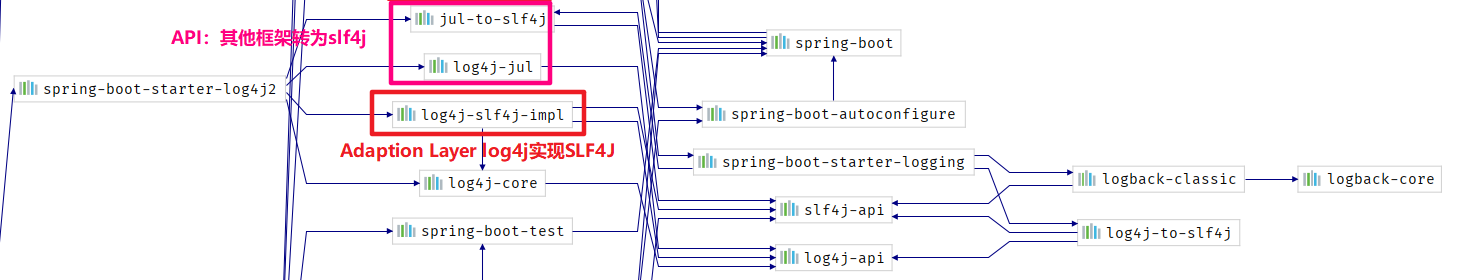 jul-to-slf4j
API：其他框架转为slf4j
spring-boot
log4j-jul
spring-boot-starter-log4j2
log4j-slf4j-impl
spring-boot-autoconfigure
Adaption Layer log4j实现SLF4J
spring-boot-starter-logging
log4j-core
logback-classic
logback-core
slf4j-api
spring-boot-test
log4j-to-slf4j
log4j-api